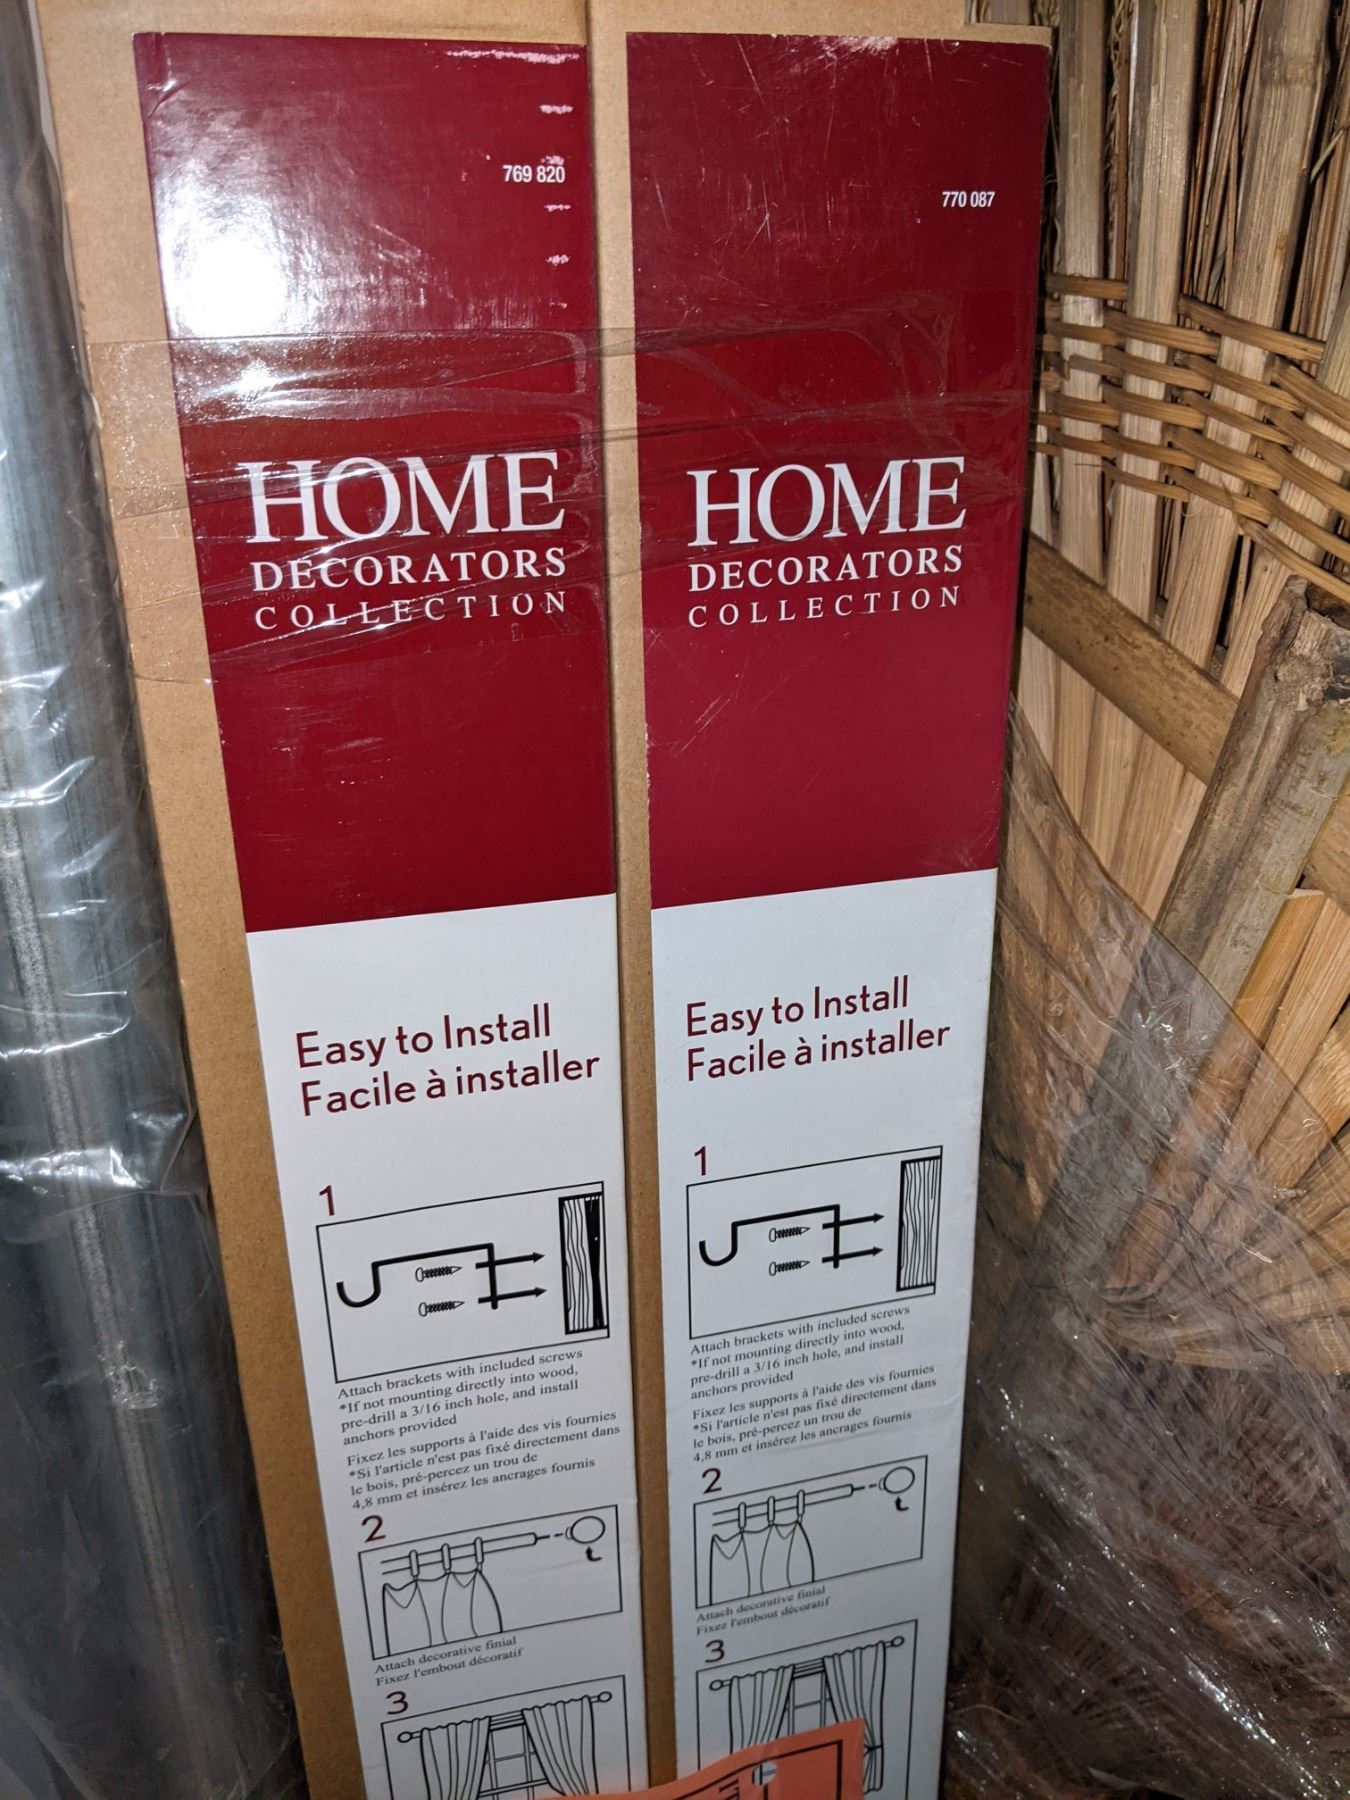 769 820
HOME
DECORATORS
COLLECTION
Easy to Install
Facile à installer
1
Attach brackets with included screws
*If not mounting directly into wood,
pre-drill a 3/16 inch hole, and install
anchors provided
Fixez les supports à l'aide des vis fournies
*Si l'article n'est pas fixé directement dans
le bois, pré-percez un trou de
4,8 mm et insérez les ancrages fournis
2
Attach decorative finial
Fixez l'embout décoratif
3
770 087
HOME
DECORATORS
COLLECTION
Easy to Install
Facile à installer
1
Attach brackets with included screws
*If not mounting directly into wood,
pre-drill a 3/16 inch hole, and install
anchors provided
Fixez les supports à l'aide des vis fournies
*Si l'article n'est pas fixé directement dans
le bois, pré-percez un trou de
4,8 mm et insérez les ancrages fournis
2
Attach decorative finial
Fixez l'embout décoratif
3